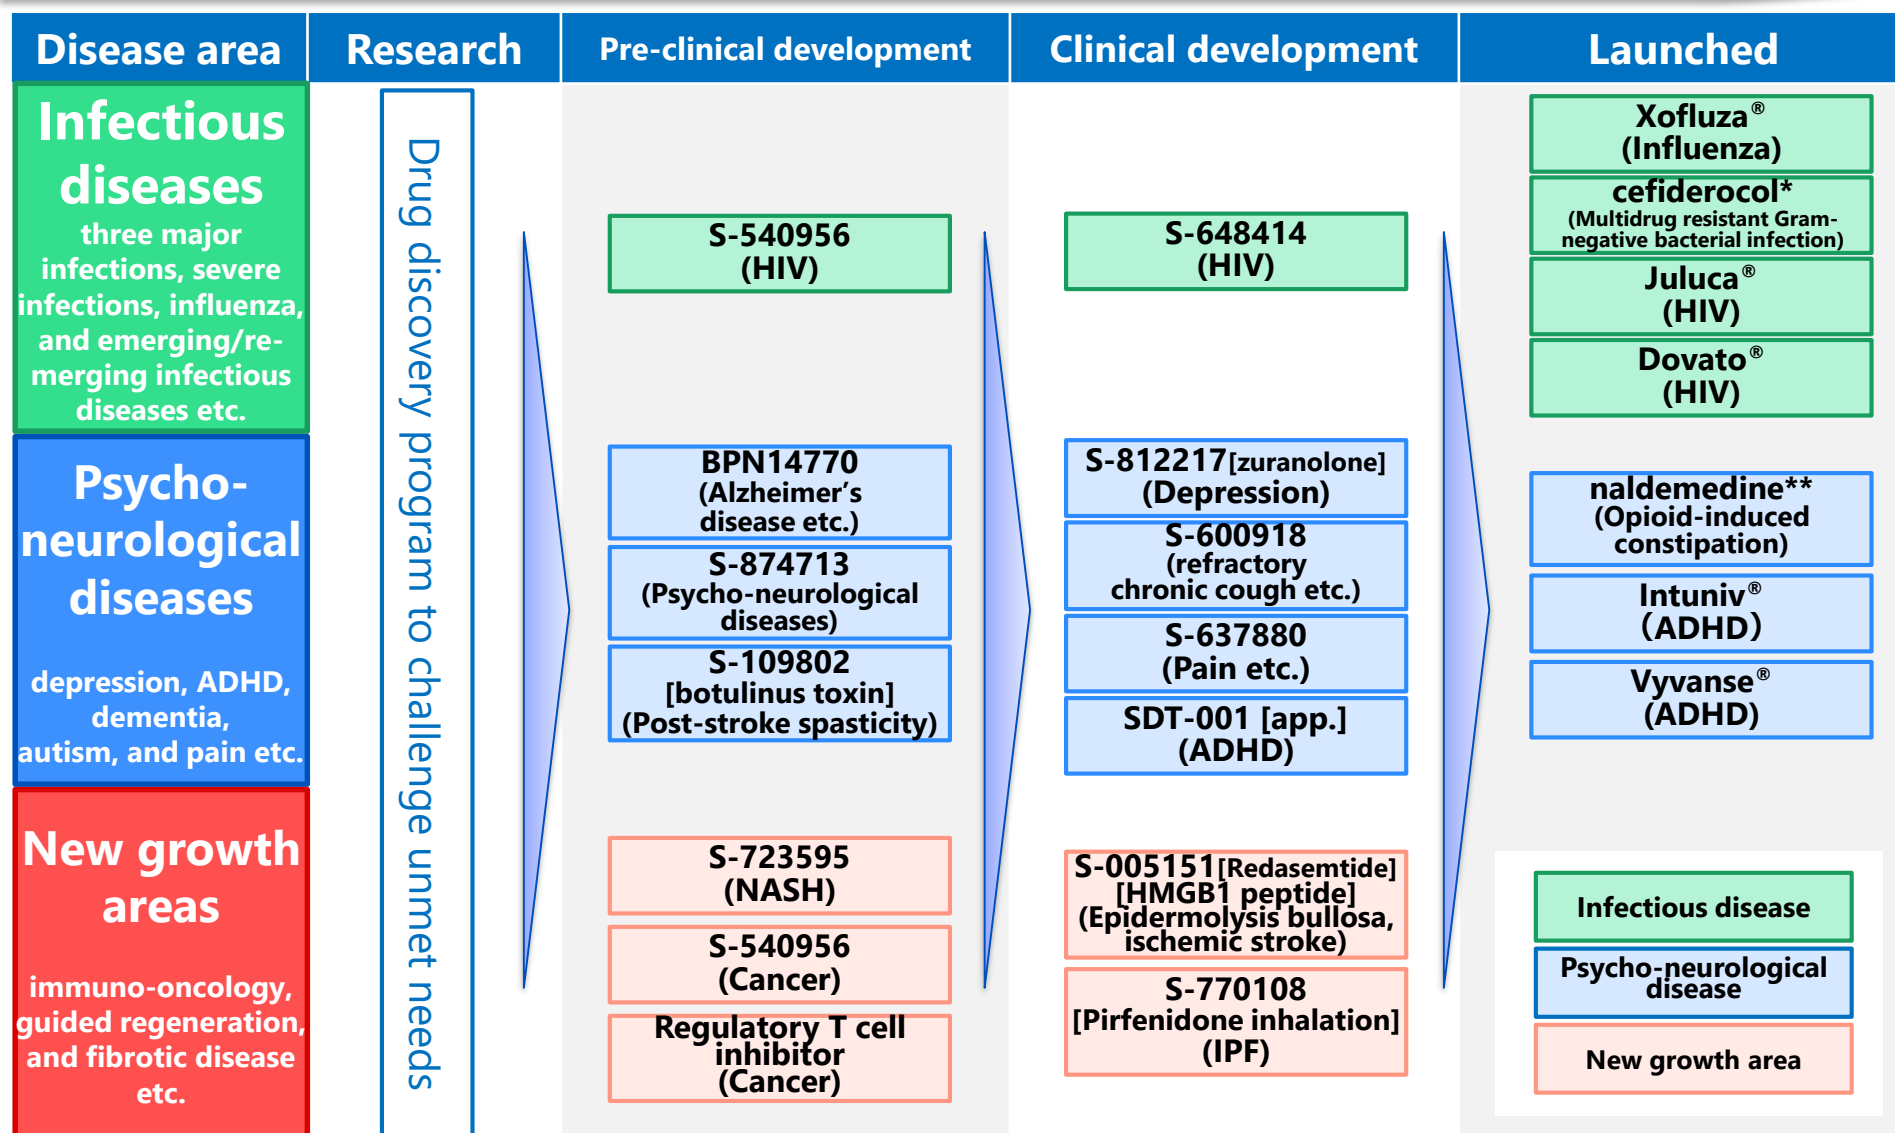 Disease area
Research
Pre-clinical development
Clinical development
Launched
Infectious
diseases
three major
infections, severe
infections, influenza,
and emerging/re-
merging infectious
diseases etc.
Psycho-
neurological
diseases
depression, ADHD,
dementia,
autism, and pain etc.
New growth
areas
immuno-oncology,
guided regeneration,
and fibrotic disease
etc.
Drug discovery program to challenge unmet needs
S-540956
(HIV)
BPN14770
(Alzheimer’s
disease etc.)
S-874713
(Psycho-neurological
diseases)
S-109802
[botulinus toxin]
(Post-stroke spasticity)
S-723595
(NASH)
S-540956
(Cancer)
Regulatory T cell
inhibitor
(Cancer)
S-648414
(HIV)
S-812217[zuranolone]
(Depression)
S-600918
(refractory
chronic cough etc.)
S-637880
(Pain etc.)
SDT-001 [app.]
(ADHD)
S-005151[Redasemtide]
[HMGB1 peptide]
(Epidermolysis bullosa,
ischemic stroke)
S-770108
[Pirfenidone inhalation]
(IPF)
Xofluza®
(Influenza)
cefiderocol*
(Multidrug resistant Gram-
negative bacterial infection)
Juluca®
(HIV)
Dovato®
(HIV)
naldemedine**
(Opioid-induced
constipation)
Intuniv®
（ADHD）
Vyvanse®
(ADHD)
Infectious disease
Psycho-neurological
disease
New growth area